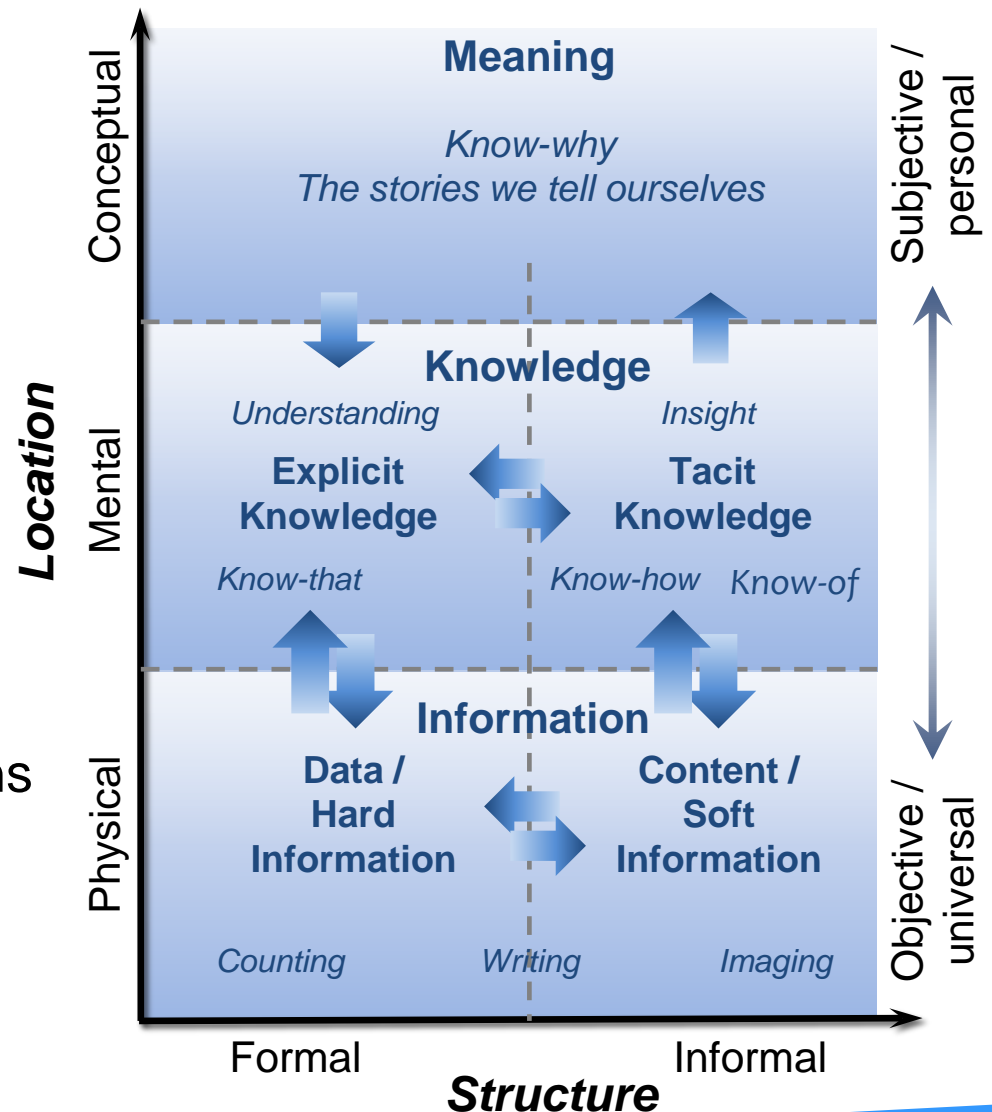 Meaning
Know-why
The stories we tell ourselves
Knowledge
Understanding
Insight
Explicit
Knowledge
Tacit
Knowledge
Know-that
Know-how
Know-of
Information
Data /
Hard
Information
Content /
Soft
Information
Counting
Writing
Imaging
Location
Conceptual
Mental
Physical
ns
Subjective /
personal
Objective /
universal
Formal
Informal
Structure